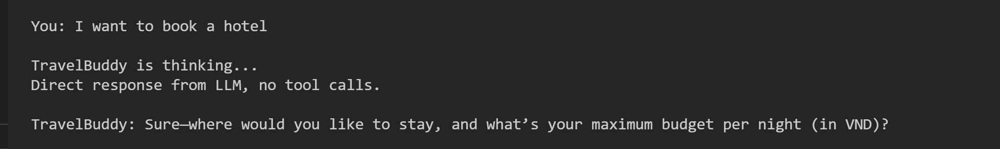 You: I want to book a hotel
TravelBuddy is thinking...
Direct response from LLM, no tool calls.
TravelBuddy: Sure—where would you like to stay, and what’s your maximum budget per night (in VND)?